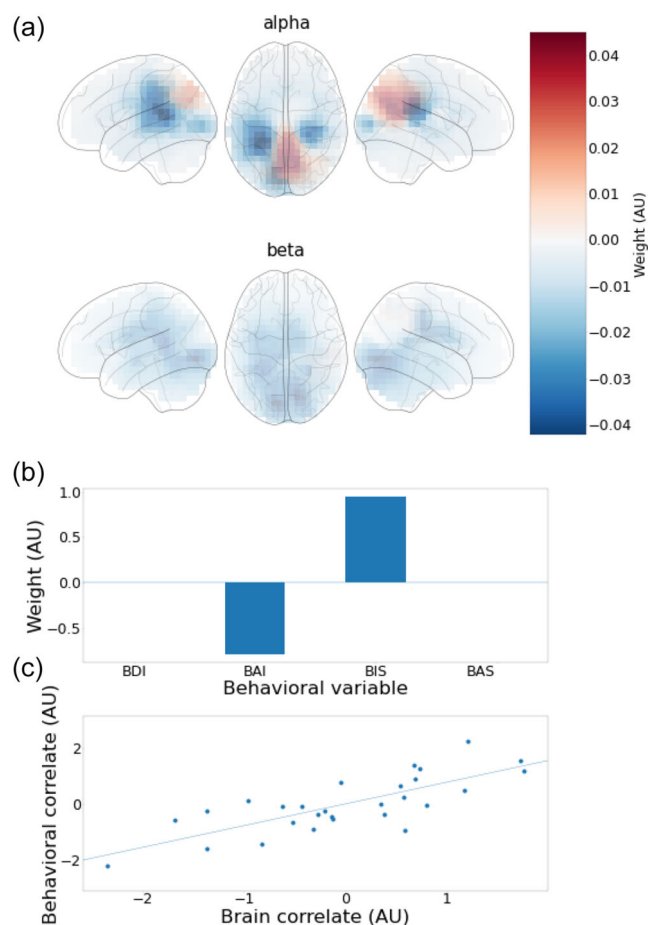 (a)
alpha
0.04
0.03
0.02
0.01
0.00
−0.01
−0.02
−0.03
−0.04
Weight (AU)
beta
(b)
1.0
0.5
0.0
−0.5
Weight (AU)
BDI BAI BIS BAS
Behavioral variable
(c)
2
0
−2
Behavioral correlate (AU)
−2 −1 0 1
Brain correlate (AU)